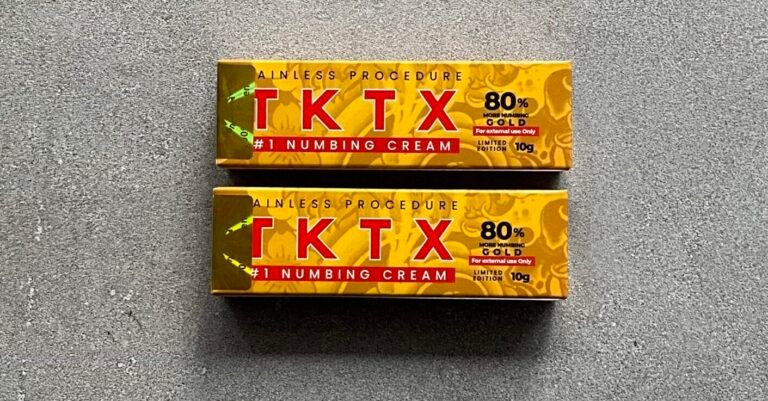 AINLESS PROCEDURE
TKTX
#1 NUMBING CREAM
80%
MORE NUMBING
GOLD
For external use Only
LIMITED
EDITION
10g
AINLESS PROCEDURE
TKTX
#1 NUMBING CREAM
80%
MORE NUMBING
GOLD
For external use Only
LIMITED
EDITION
10g